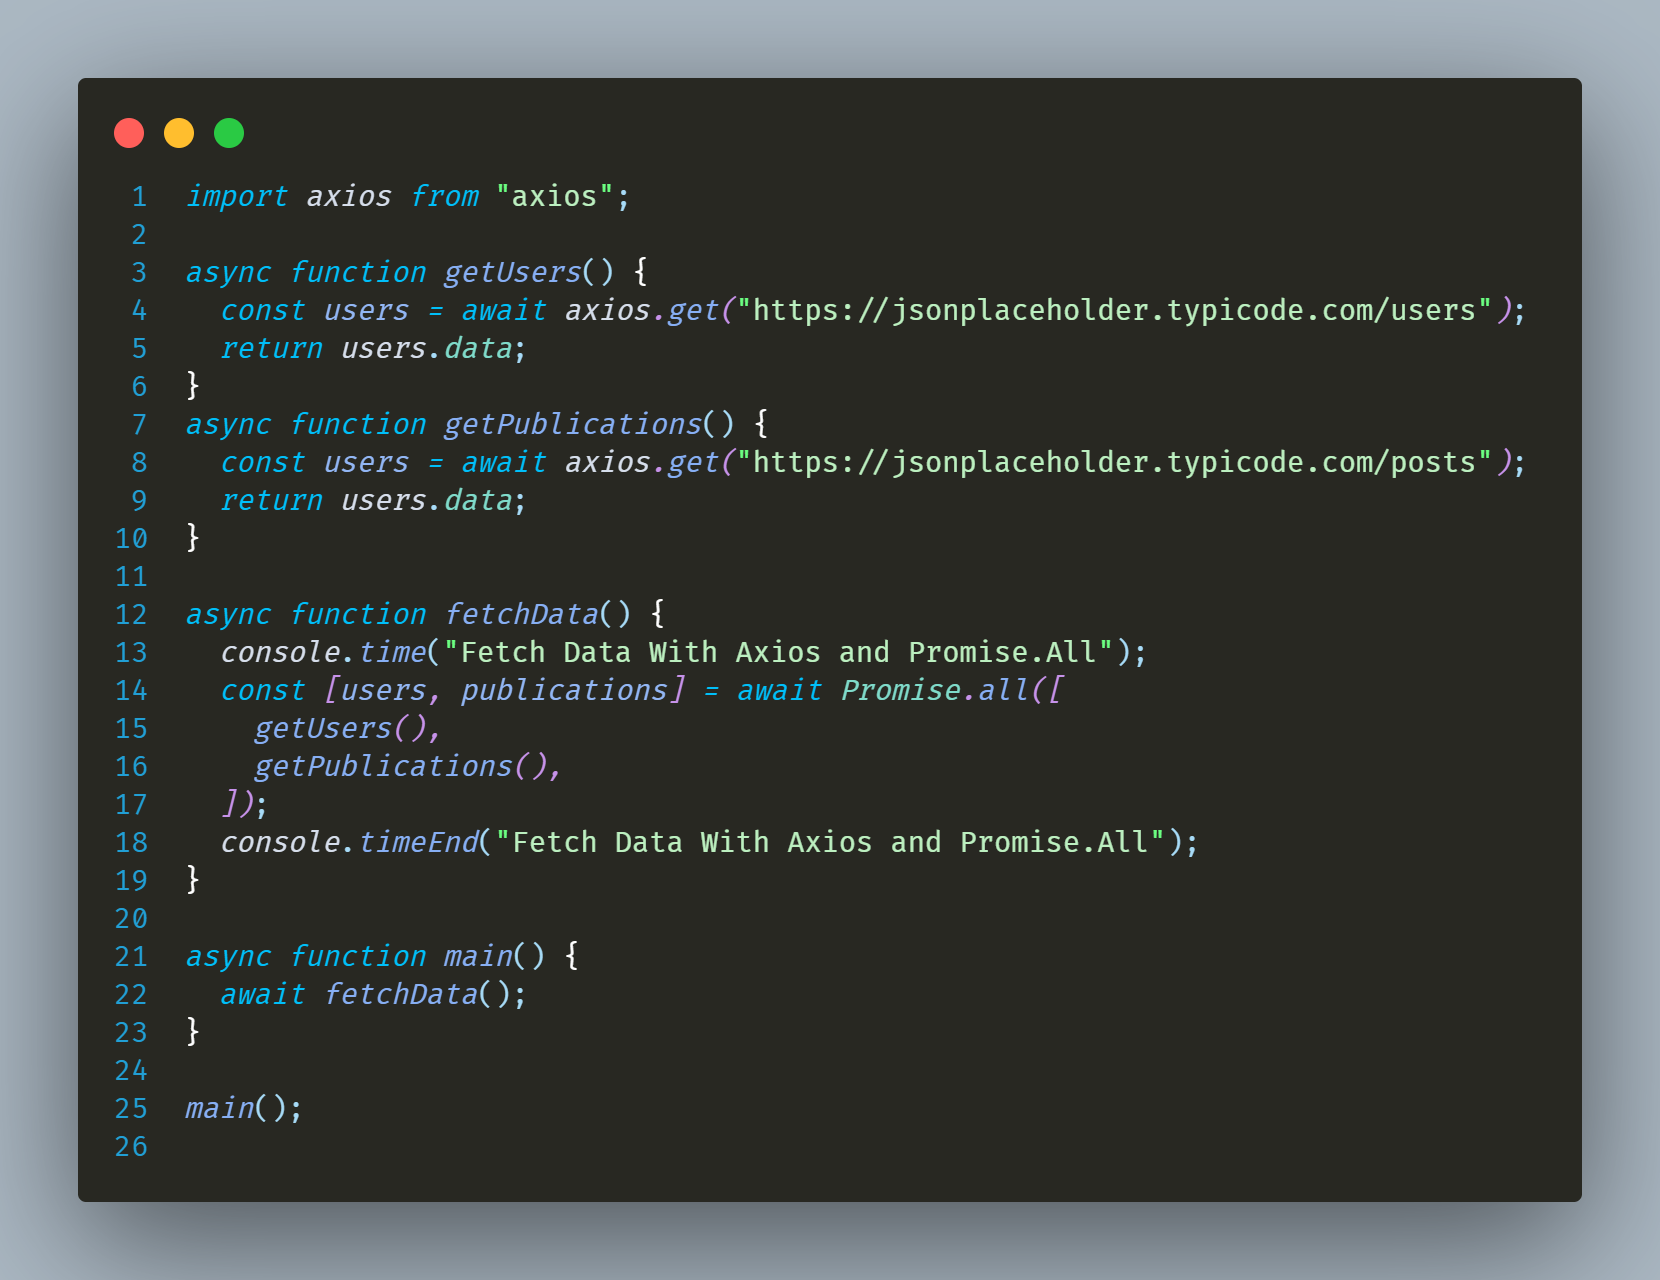 1 import axios from "axios";
2
3 async function getUsers() {
4   const users = await axios.get("https://jsonplaceholder.typicode.com/users");
5   return users.data;
6 }
7 async function getPublications() {
8   const users = await axios.get("https://jsonplaceholder.typicode.com/posts");
9   return users.data;
10 }
11
12 async function fetchData() {
13   console.time("Fetch Data With Axios and Promise.All");
14   const [users, publications] = await Promise.all([
15     getUsers(),
16     getPublications(),
17   ]);
18   console.timeEnd("Fetch Data With Axios and Promise.All");
19 }
20
21 async function main() {
22   await fetchData();
23 }
24
25 main();
26